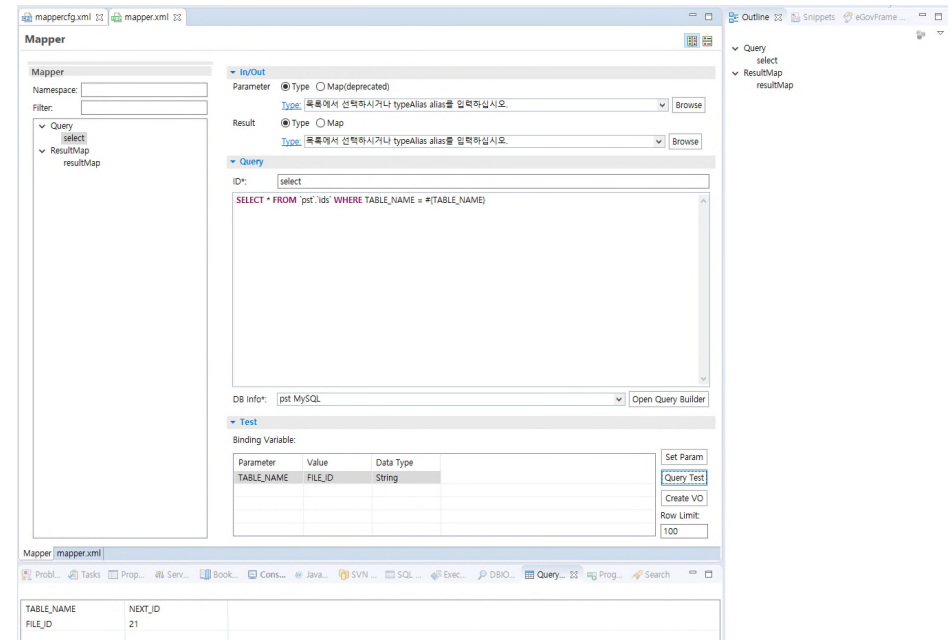 mappercfg.xml mapper.xml
Mapper
Mapper
Namespace:
Filter:
Query
select
ResultMap
resultMap
In/Out
Parameter Type Map(deprecated)
Type: 목록에서 선택하시거나 typeAlias alias를 입력하십시오. Browse
Result Type Map
Type: 목록에서 선택하시거나 typeAlias alias를 입력하십시오. Browse
Query
ID*: select
SELECT * FROM `pst`.`ids` WHERE TABLE_NAME = #{TABLE_NAME}
DB Info*: pst MySQL Open Query Builder
Test
Binding Variable:
Parameter Value Data Type
TABLE_NAME FILE_ID String
Set Param
Query Test
Create VO
Row Limit:
100
Mapper mapper.xml
Outline Snippets eGovFrame ...
Query
select
ResultMap
resultMap
Probl... Tasks Prop... Serv... Book... Cons... Java... SVN ... SQL ... Exec... DBIO... Query... Prog... Search
TABLE_NAME NEXT_ID
FILE_ID 21